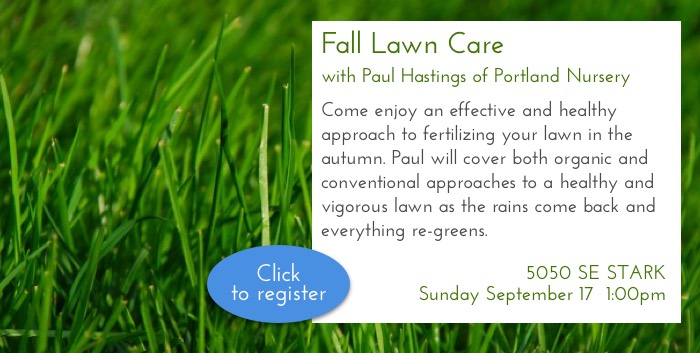 Fall Lawn Care
with Paul Hastings of Portland Nursery
Come enjoy an effective and healthy
approach to fertilizing your lawn in the
autumn. Paul will cover both organic and
conventional approaches to a healthy and
vigorous lawn as the rains come back and
everything re-greens.
Click
to register
5050 SE STARK
Sunday September 17 1:00pm